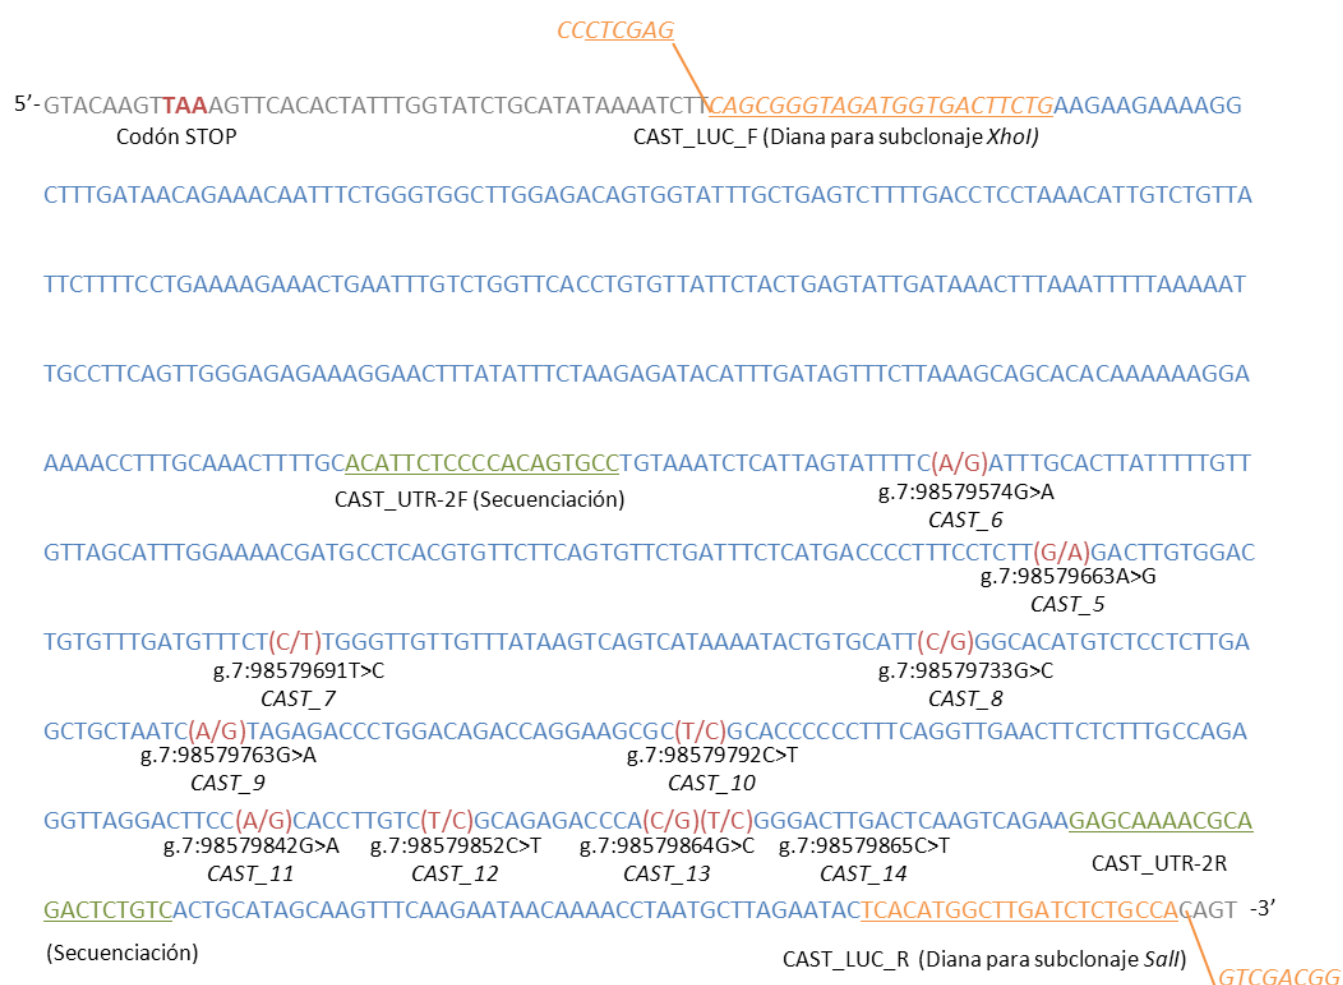 CCCTCGAG
5’- GTACAAGTTAAAGTTCACACTATTTGGTATCTGCATATAAAATCTTCAGCGGGTAGATGGTGACTTCTGAAGAAGAAAAGG
Codón STOP CAST_LUC_F (Diana para subclonaje XhoI)
CTTTGATAACAGAAACAATTTCTGGGTGGCTTGGAGACAGTGGTATTTGCTGAGTCTTTTGACCTCCTAAACATTGTCTGTTA
TTCTTTTCCTGAAAAGAAACTGAATTTGTCTGGTTCACCTGTGTTATTCTACTGAGTATTGATAAACTTTAAATTTTTAAAAAT
TGCCTTCAGTTGGGAGAGAAAGGAACTTTATATTTCTAAGAGATACATTTGATAGTTTCTTAAAGCAGCACACAAAAAAGGA
AAAACCTTTGCAAACTTTTGCACATTCTCCCCACAGTGCCTGTAAATCTCATTAGTATTTTC(A/G)ATTTGCACTTATTTTTGTT
CAST_UTR-2F (Secuenciación) g.7:98579574G>A
CAST_6
GTTAGCATTTGGAAAACGATGCCTCACGTGTTCTTCAGTGTTCTGATTTCTCATGACCCCTTTCCTCTT(G/A)GACTTGTGGAC
g.7:98579663A>G
CAST_5
TGTGTTTGATGTTTCT(C/T)TGGGTTGTTGTTTATAAGTCAGTCATAAAATACTGTGCATT(C/G)GGCACATGTCTCCTCTTGA
g.7:98579691T>C g.7:98579733G>C
CAST_7 CAST_8
GCTGCTAATC(A/G)TAGAGACCCTGGACAGACCAGGAAGCGC(T/C)GCACCCCCCTTTCAGGTTGAACTTCTCTTTGCCAGA
g.7:98579763G>A g.7:98579792C>T
CAST_9 CAST_10
GGTTAGGACTTCC(A/G)CACCTTGTC(T/C)GCAGAGACCCA(C/G)(T/C)GGGACTTGACTCAAGTCAGAAGAGCAAAACGCA
g.7:98579842G>A g.7:98579852C>T g.7:98579864G>C g.7:98579865C>T CAST_UTR-2R
CAST_11 CAST_12 CAST_13 CAST_14
GACTCTGTCACTGCATAGCAAGTTTCAAGAATAACAAAACCTAATGCTTAGAATACTCACATGGCTTGATCTCTGCCACAGT -3’
(Secuenciación) CAST_LUC_R (Diana para subclonaje SalI)
GTCGACGG